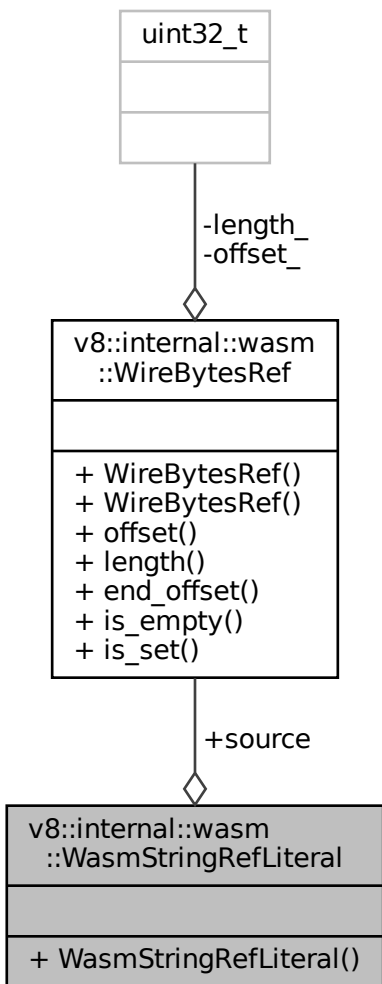 uint32_t
-length_
-offset_
v8::internal::wasm
::WireBytesRef
+ WireBytesRef()
+ WireBytesRef()
+ offset()
+ length()
+ end_offset()
+ is_empty()
+ is_set()
+source
v8::internal::wasm
::WasmStringRefLiteral
+ WasmStringRefLiteral()